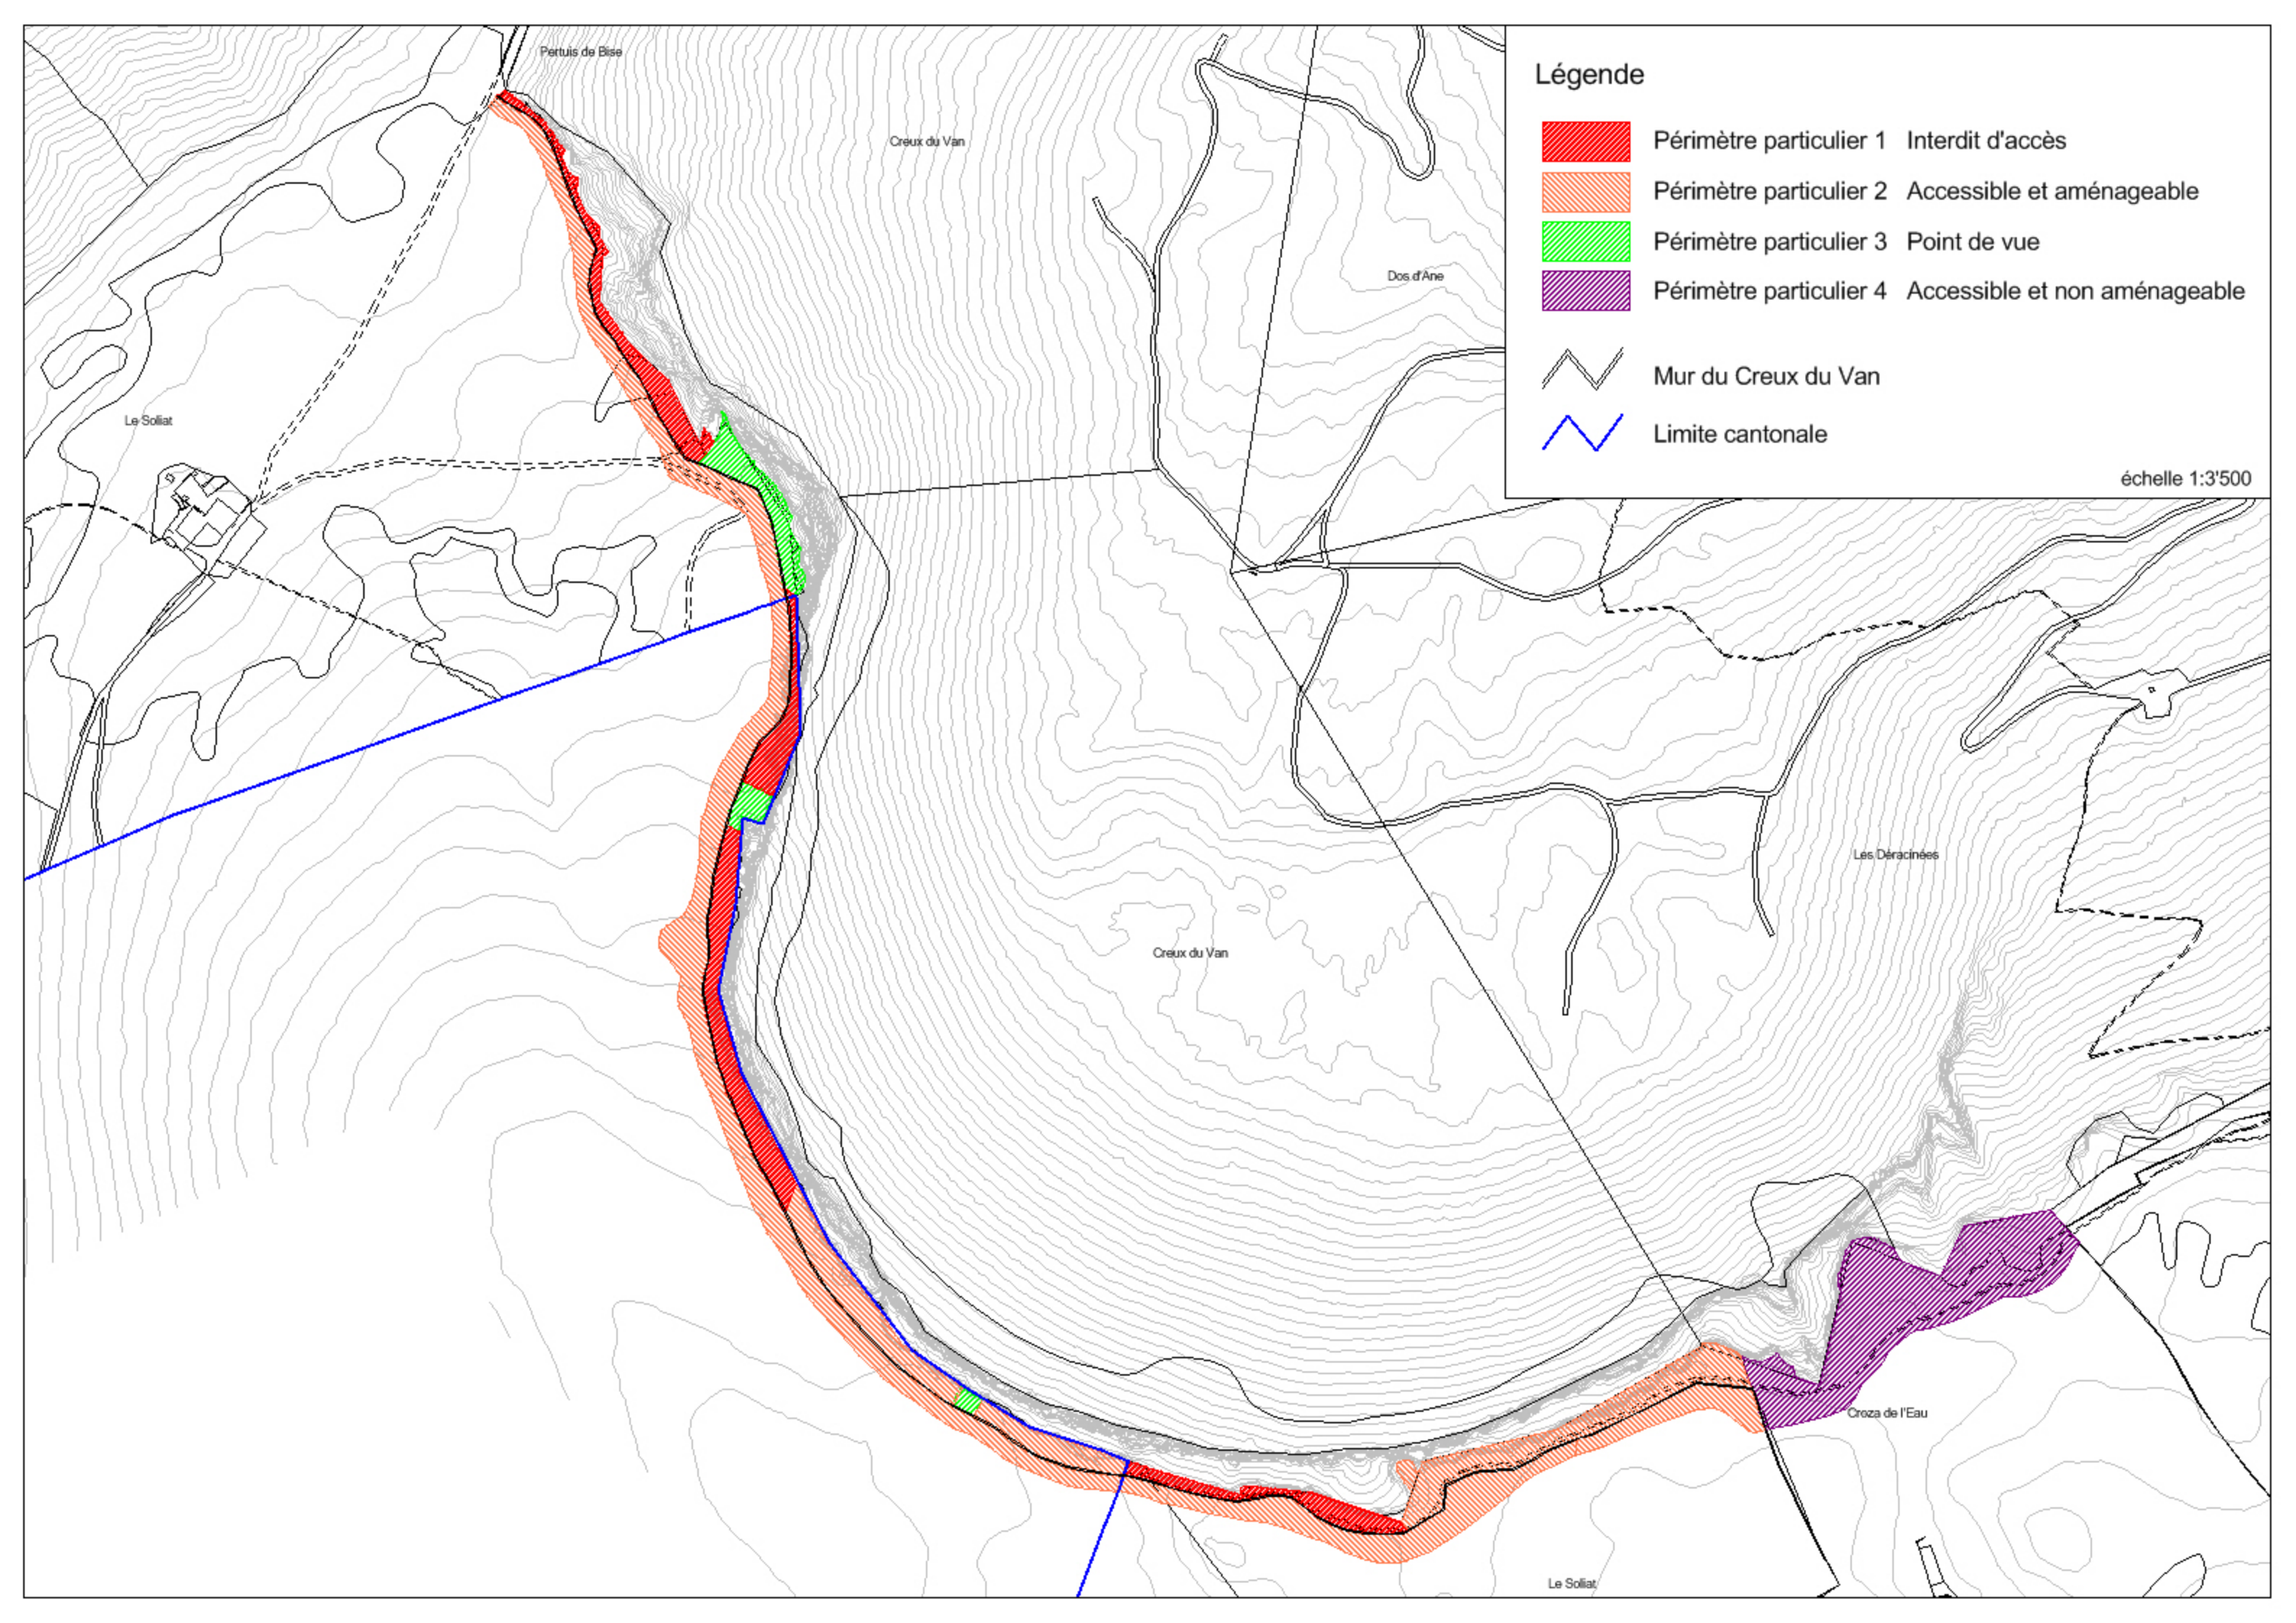 Pertuis de Bise
Creux du Van
Dos d'Ane
Le Soliat
Légende
Périmètre particulier 1 Interdit d'accès
Périmètre particulier 2 Accessible et aménageable
Périmètre particulier 3 Point de vue
Périmètre particulier 4 Accessible et non aménageable
Mur du Creux du Van
Limite cantonale
échelle 1:3'500
Les Déracinées
Creux du Van
Croza de l'Eau
Le Soliat